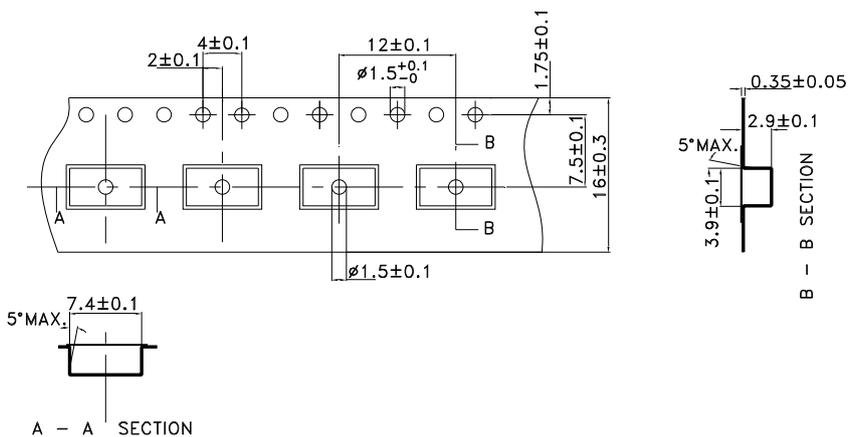 4±0.1
12±0.1
2±0.1
ø1.5+0.1 -0
1.75±0.1
7.5±0.1
16±0.3
B
A
A
B
ø1.5±0.1
0.35±0.05
2.9±0.1
5°MAX.
3.9±0.1
B – B SECTION
7.4±0.1
5°MAX.
A – A SECTION